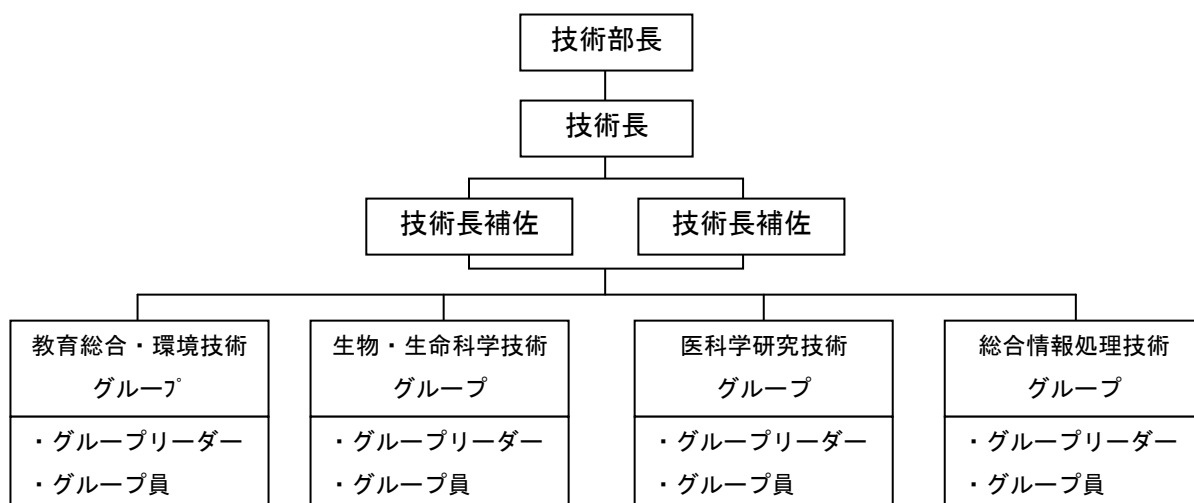 技術部長
技術長
技術長補佐
技術長補佐
教育総合・環境技術
グループ
・グループリーダー
・グループ員
生物・生命科学技術
グループ
・グループリーダー
・グループ員
医科学研究技術
グループ
・グループリーダー
・グループ員
総合情報処理技術
グループ
・グループリーダー
・グループ員